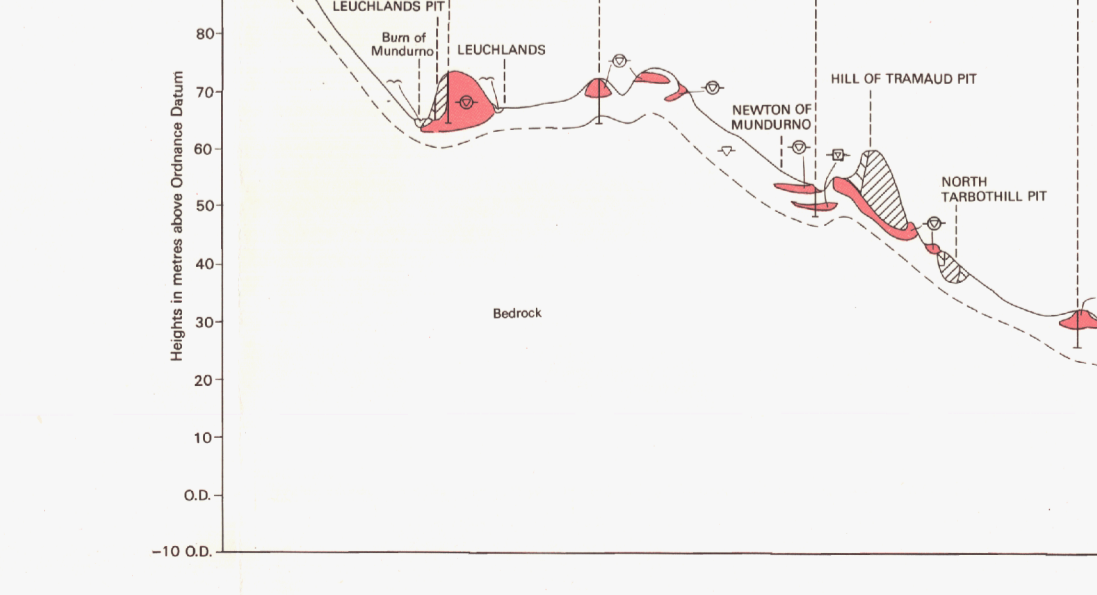 LEUCHLANDS PIT
Burn of
Mundurno
LEUCHLANDS
HILL OF TRAMAUD PIT
NEWTON OF
MUNDURNO
NORTH
TARBOTHILL PIT
Bedrock
Heights in metres above Ordnance Datum
80
70
60
50
40
30
20
10
O.D.
–10 O.D.